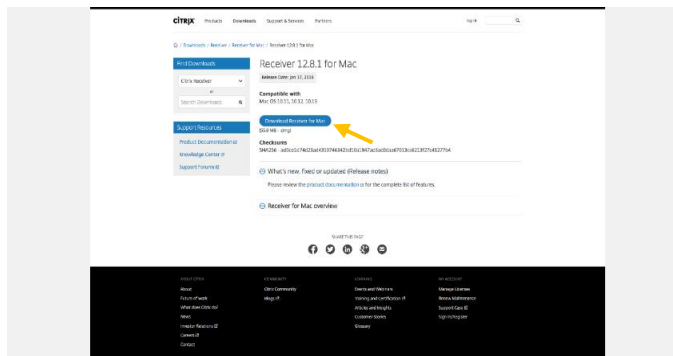 CITRIX Products Downloads Support & Services Partners Sign In
/ Downloads / Receiver / Receiver for Mac / Receiver 12.8.1 for Mac
Find Downloads
Citrix Receiver
or
Search Downloads
Support Resources
Product Documentation
Knowledge Center
Support Forums
Receiver 12.8.1 for Mac
Release Date: Jan 17, 2018
Compatible with
Mac OS 10.11, 10.12, 10.13
Download Receiver for Mac
(55.9 MB - .dmg)
Checksums
SHA256 -
What's new, fixed or updated (Release notes)
Please review the product documentation for the complete list of features.
Receiver for Mac overview
SHARE THIS PAGE
ABOUT CITRIX
About
Future of work
What does Citrix do?
News
Investor Relations
Careers
Contact
COMMUNITY
Citrix Community
Blogs
LEARNING
Events and Webinars
Training and Certification
Articles and Insights
Customer Stories
Glossary
MY ACCOUNT
Manage Licenses
Renew Maintenance
Support Case
Sign In/Register